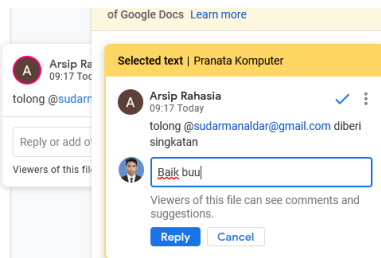 of Google Docs Learn more
Selected text | Pranata Komputer
A
Arsip Ra
09:17 Tod
tolong @sudarm
Reply or add o
Viewers of this file
A
Arsip Rahasia
09:17 Today
tolong @sudarmanaldar@gmail.com diberi
singkatan
Baik buu
Viewers of this file can see comments and
suggestions.
Reply Cancel